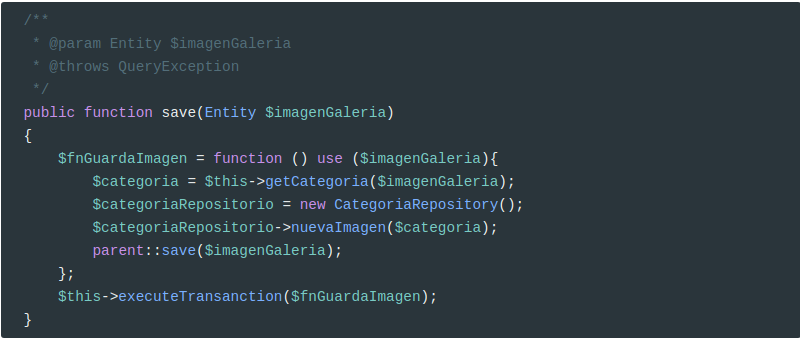 /**
 * @param Entity $imagenGaleria
 * @throws QueryException
 */
public function save(Entity $imagenGaleria)
{
    $fnGuardaImagen = function () use ($imagenGaleria){
        $categoria = $this->getCategoria($imagenGaleria);
        $categoriaRepositorio = new CategoriaRepository();
        $categoriaRepositorio->nuevaImagen($categoria);
        parent::save($imagenGaleria);
    };
    $this->executeTransanction($fnGuardaImagen);
}